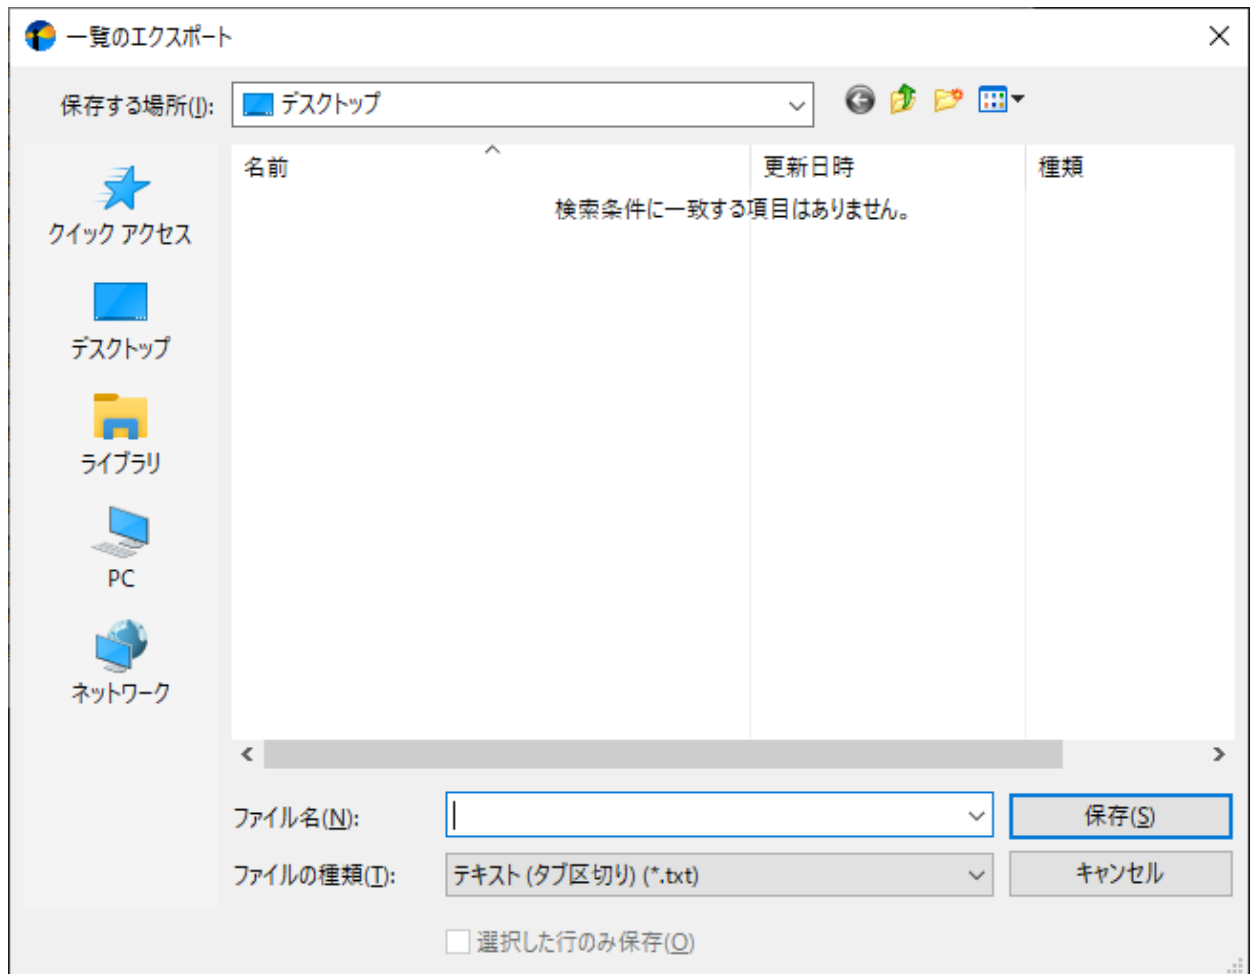 一覧のエクスポート
保存する場所(I):
デスクトップ
名前
更新日時
種類
検索条件に一致する項目はありません。
クイック アクセス
デスクトップ
ライブラリ
PC
ネットワーク
ファイル名(N):
保存(S)
ファイルの種類(T):
テキスト (タブ区切り) (*.txt)
キャンセル
選択した行のみ保存(O)